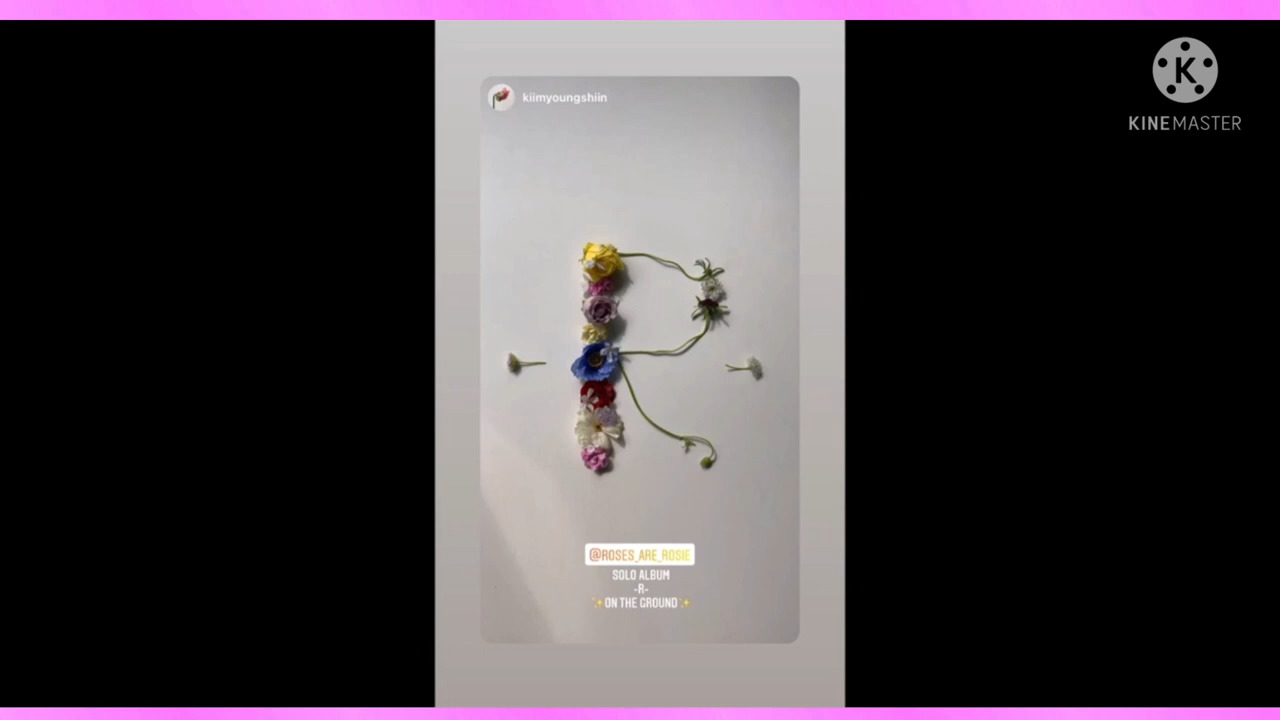 kiimyoungshiin
K
KINEMASTER
R
@ROSES_ARE_ROSIE
SOLO ALBUM
-R-
✨ON THE GROUND✨